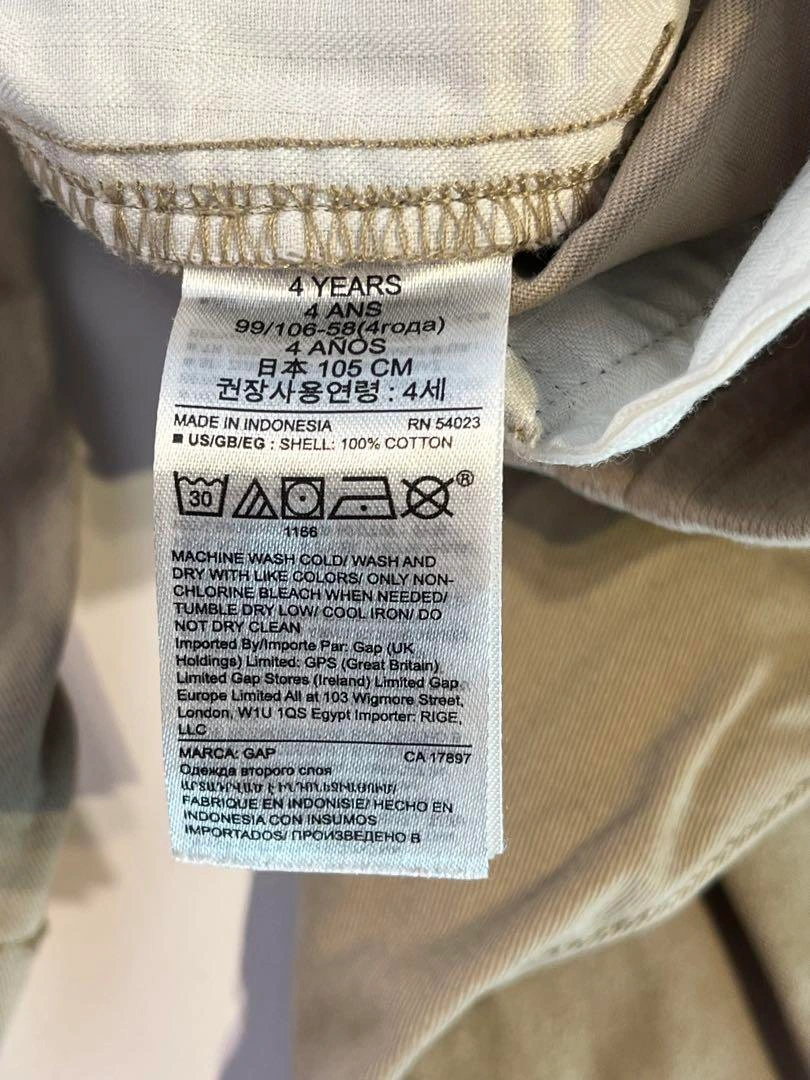 4 YEARS
4 ANS
99/106-58(4года)
4 AÑOS
日本 105 CM
권장사용연령 : 4세
MADE IN INDONESIA RN 54023
■ US/GB/EG : SHELL: 100% COTTON
30
®
1166
MACHINE WASH COLD/ WASH AND
DRY WITH LIKE COLORS/ ONLY NON-
CHLORINE BLEACH WHEN NEEDED/
TUMBLE DRY LOW/ COOL IRON/ DO
NOT DRY CLEAN
Imported By/Importe Par: Gap (UK
Holdings) Limited: GPS (Great Britain)
Limited Gap Stores (Ireland) Limited Gap
Europe Limited All at 103 Wigmore Street,
London, W1U 1QS Egypt Importer: RIGE,
LLC
MARCA: GAP CA 17897
Одежда второго слоя
ԱՐՏԱԴՐՎԱԾ Է ԻՆԴՈՆԵԶԻԱՅՈՒՄ/
FABRIQUE EN INDONISIE/ HECHO EN
INDONESIA CON INSUMOS
IMPORTADOS/ ПРОИЗВЕДЕНО В